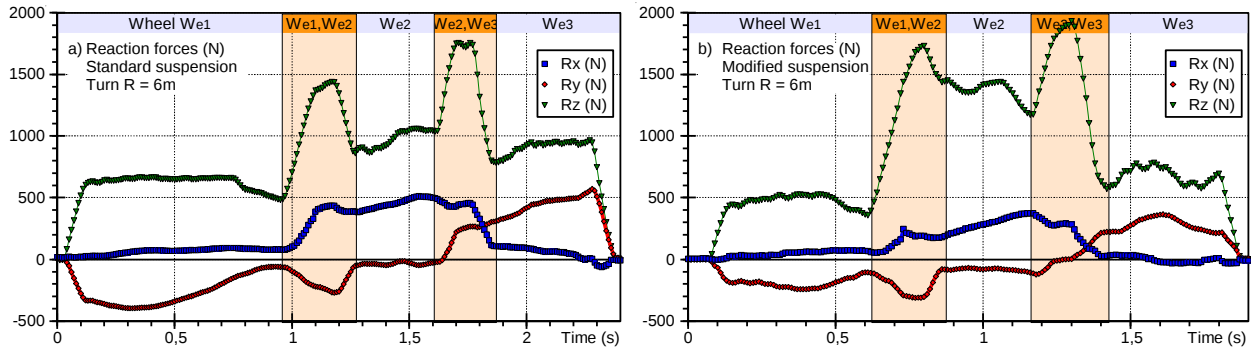 Wheel We1 We1,We2 We2 We2,We3 We3
a) Reaction forces (N)
Standard suspension
Turn R = 6m
Rx (N)
Ry (N)
Rz (N)
2000
1500
1000
500
0
-500
0 0,5 1 1,5 2 Time (s)
Wheel We1 We1,We2 We2 We2,We3 We3
b) Reaction forces (N)
Modified suspension
Turn R = 6m
Rx (N)
Ry (N)
Rz (N)
2000
1500
1000
500
0
-500
0 0,5 1 1,5 Time (s)